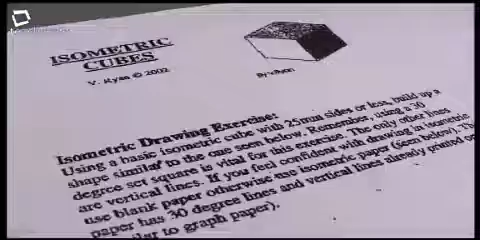 ISOMETRIC
CUBES
V. Ryan © 2002
Isometric Drawing Exercise:
Using a basic isometric cube with 25mm sides or less, build up a
shape similar to the one seen below. Remember, using a 30
degree set square is vital for this exercise. The only other lines
are vertical lines. If you feel confident with drawing in isometric
use blank paper otherwise use isometric paper (seen below). The
paper has 30 degree lines and vertical lines already printed on
to graph paper).